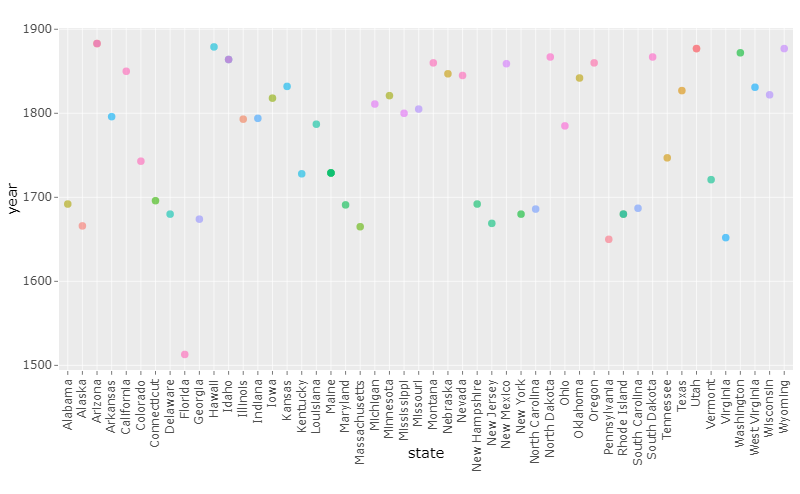 1900
1800
1700
1600
1500
year
Alabama
Alaska
Arizona
Arkansas
California
Colorado
Connecticut
Delaware
Florida
Georgia
Hawaii
Idaho
Illinois
Indiana
Iowa
Kansas
Kentucky
Louisiana
Maine
Maryland
Massachusetts
Michigan
Minnesota
Mississippi
Missouri
Montana
Nebraska
Nevada
New Hampshire
New Jersey
New Mexico
New York
North Carolina
North Dakota
Ohio
Oklahoma
Oregon
Pennsylvania
Rhode Island
South Carolina
South Dakota
Tennessee
Texas
Utah
Vermont
Virginia
Washington
West Virginia
Wisconsin
Wyoming
state